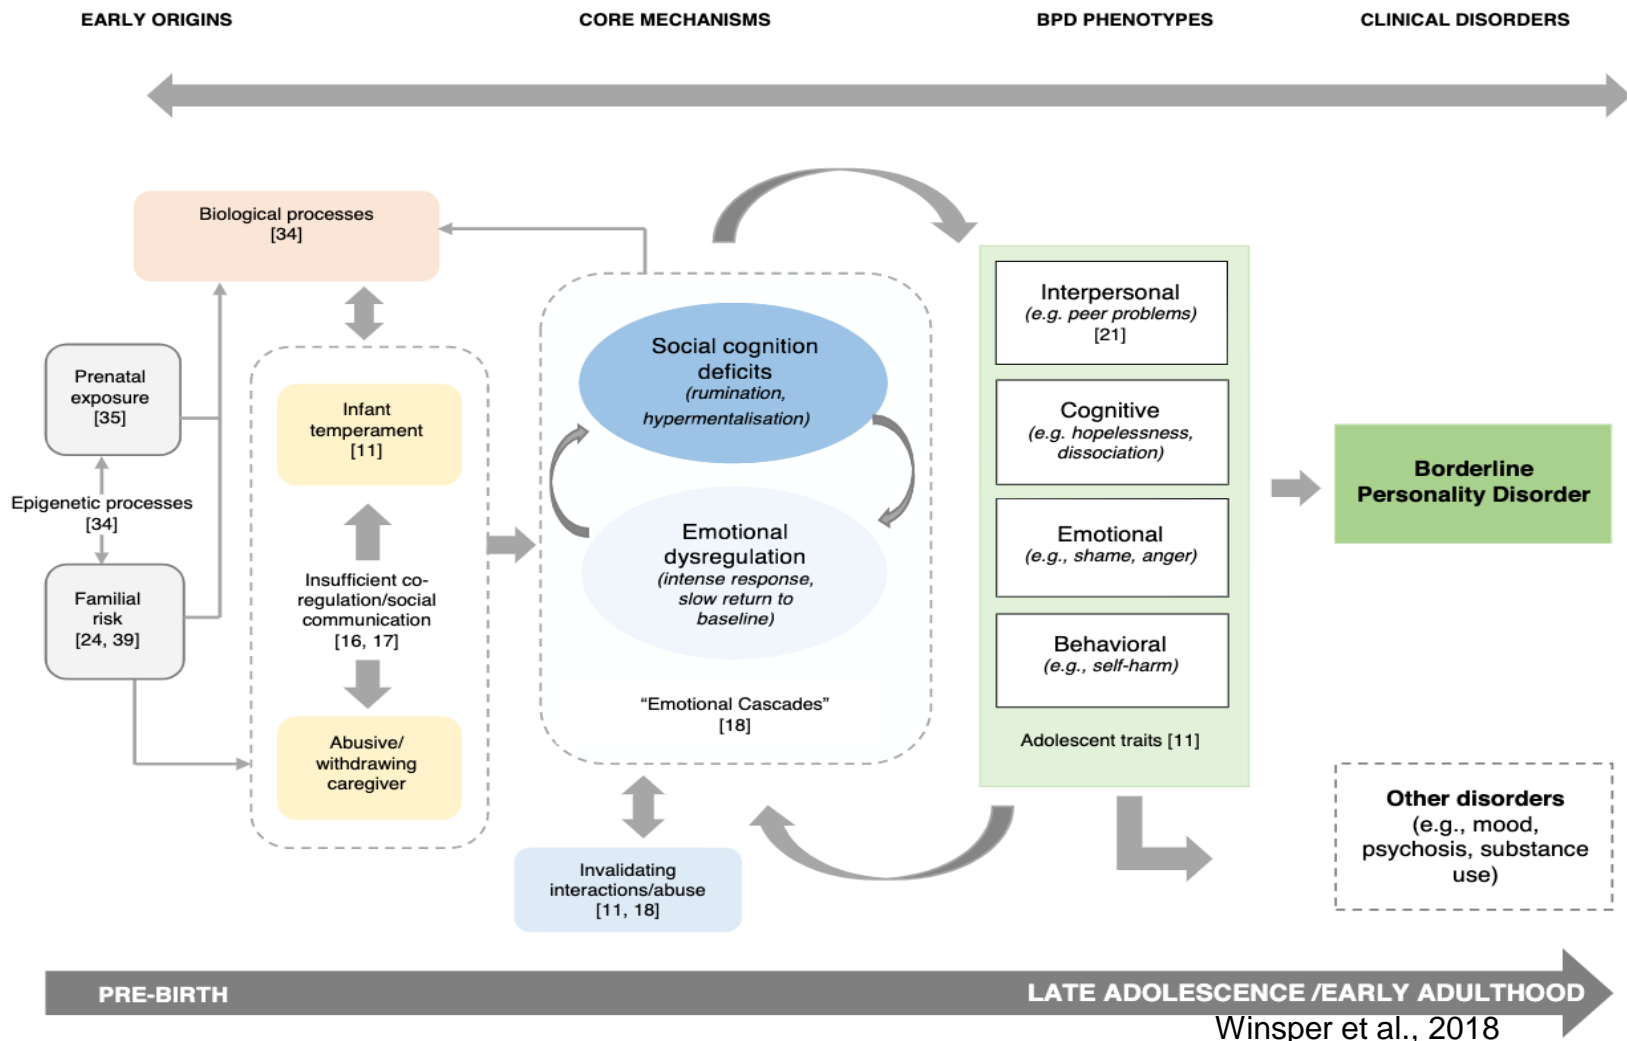 EARLY ORIGINS
CORE MECHANISMS
BPD PHENOTYPES
CLINICAL DISORDERS
Biological processes
[34]
Prenatal
exposure
[35]
Epigenetic processes
[34]
Familial
risk
[24, 39]
Infant
temperament
[11]
Insufficient co-
regulation/social
communication
[16, 17]
Abusive/
withdrawing
caregiver
Social cognition
deficits
(rumination,
hypermentalisation)
Emotional
dysregulation
(intense response,
slow return to
baseline)
“Emotional Cascades”
[18]
Invalidating
interactions/abuse
[11, 18]
Interpersonal
(e.g. peer problems)
[21]
Cognitive
(e.g. hopelessness,
dissociation)
Emotional
(e.g., shame, anger)
Behavioral
(e.g., self-harm)
Adolescent traits [11]
Borderline
Personality Disorder
Other disorders
(e.g., mood,
psychosis, substance
use)
PRE-BIRTH
LATE ADOLESCENCE /EARLY ADULTHOOD
Winsper et al., 2018